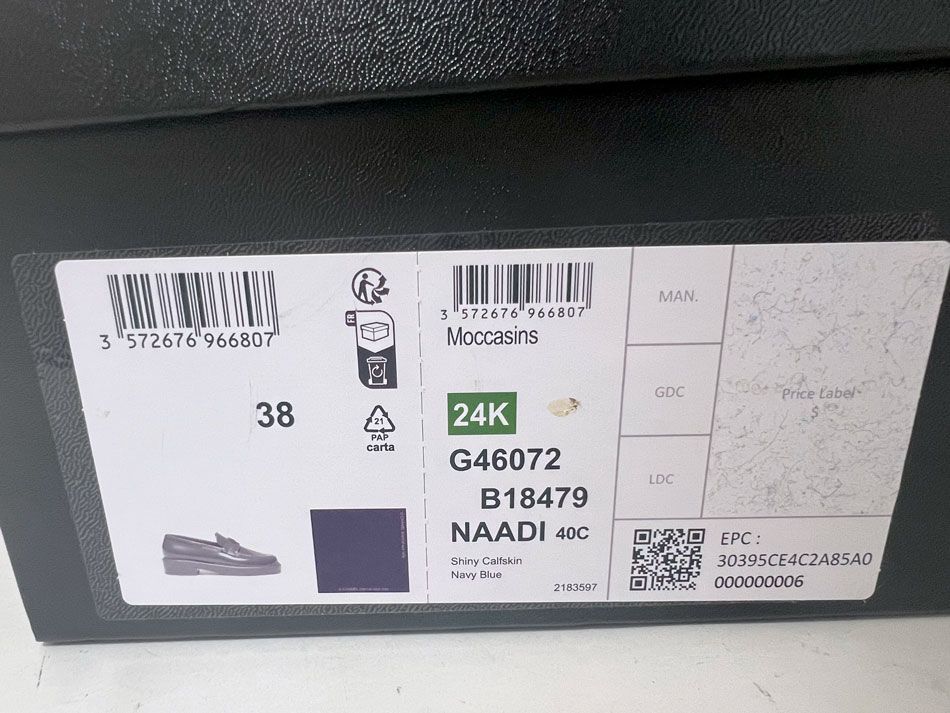 3 572676 966807
FR
38
21
PAP
carta
3 572676 966807
Moccasins
24K
G46072
B18479
NAADI 40C
Shiny Calfskin
Navy Blue
2183597
MAN.
GDC
LDC
Price Label
$
EPC :
30395CE4C2A85A0
000000006